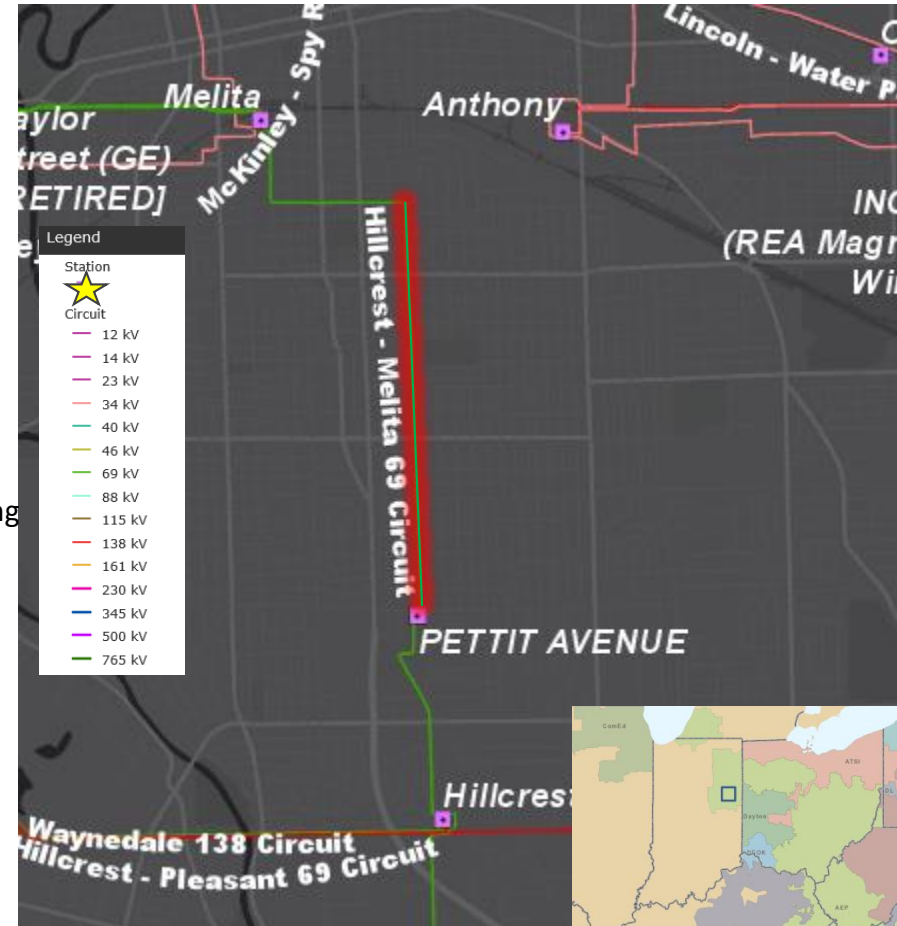 Lincoln - Water P
C
McKinley - Spy R
Melita
Anthony
aylor
treet (GE)
RETIRED]
e
INC
(REA Magn
Wi
Hillcrest - Melita 69 Circuit
Legend
Station
Circuit
12 kV
14 kV
23 kV
34 kV
40 kV
46 kV
69 kV
88 kV
115 kV
138 kV
161 kV
230 kV
345 kV
500 kV
765 kV
ng
PETTIT AVENUE
Hillcrest
Waynedale 138 Circuit
Hillcrest - Pleasant 69 Circuit
ComEd
ATSI
DL
Dayton
DEOK
AEP